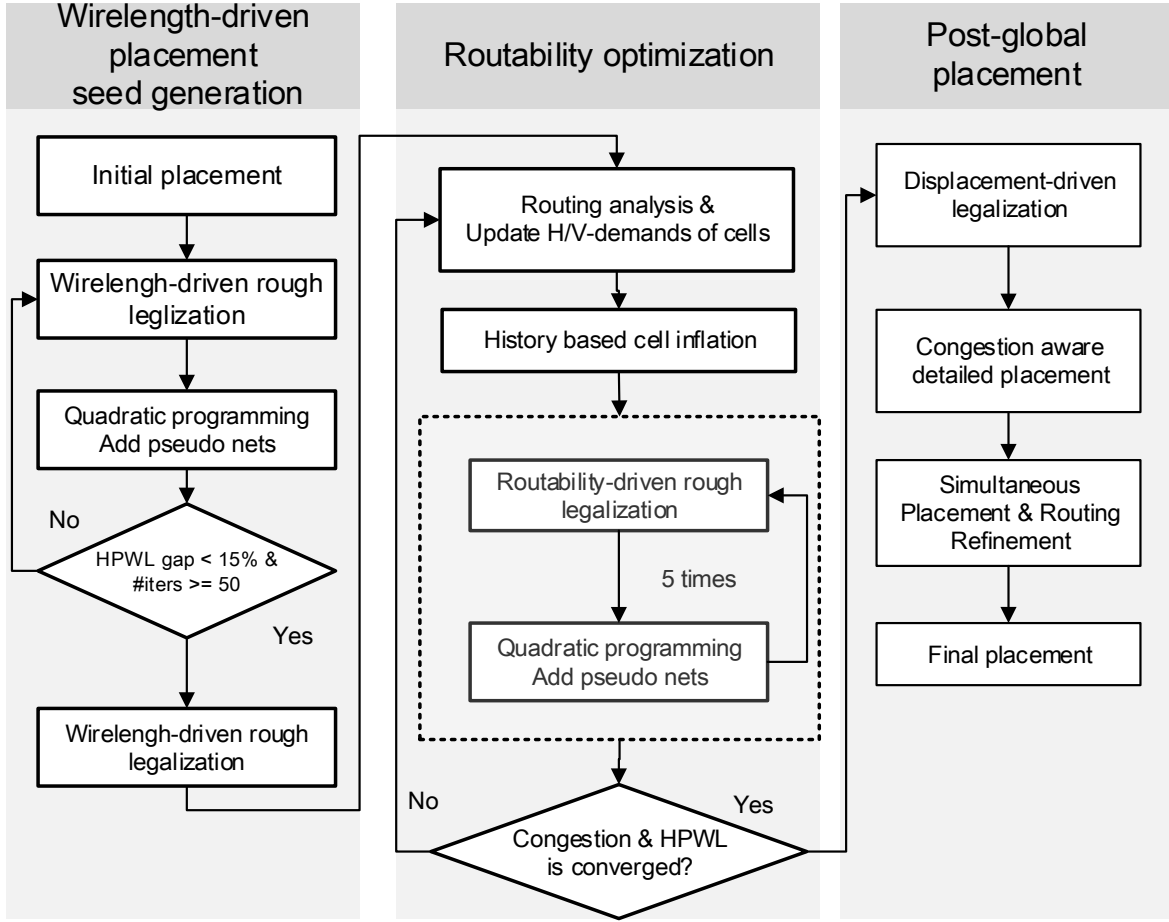 Wirelength-driven
placement
seed generation
Initial placement
Wirelengh-driven rough
leglization
Quadratic programming
Add pseudo nets
No
HPWL gap < 15% &
#iters >= 50
Yes
Wirelengh-driven rough
legalization
Routability optimization
Routing analysis &
Update H/V-demands of cells
History based cell inflation
Routability-driven rough
legalization
5 times
Quadratic programming
Add pseudo nets
No
Yes
Congestion & HPWL
is converged?
Post-global
placement
Displacement-driven
legalization
Congestion aware
detailed placement
Simultaneous
Placement & Routing
Refinement
Final placement